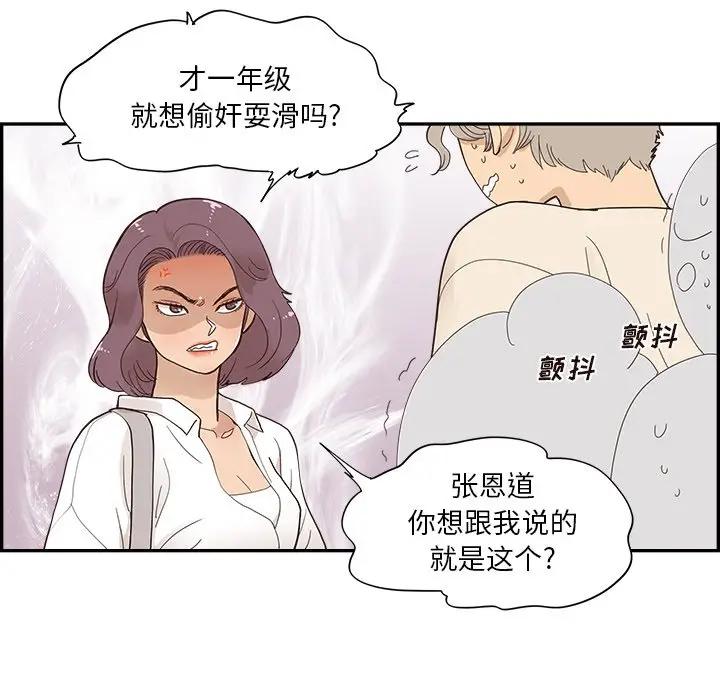 才一年级
就想偷奸耍滑吗?
颤抖
颤抖
张恩道
你想跟我说的
就是这个?